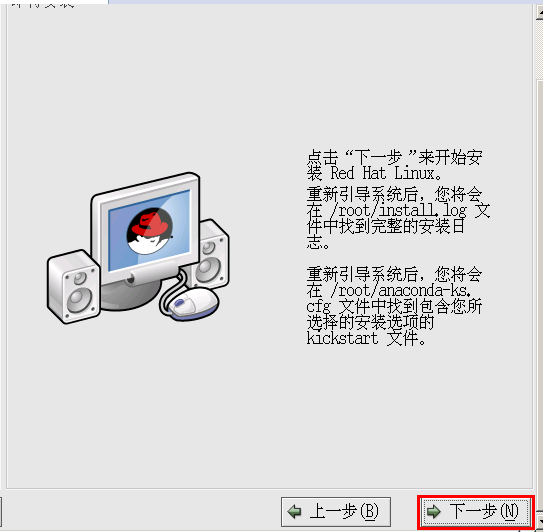 点击 “下一步 ”来开始安
装 Red Hat Linux。
重新引导系统后，您将会
在 /root/install.log 文
件中找到完整的安装日
志。
重新引导系统后，您将会
在 /root/anaconda-ks.
cfg 文件中找到包含您所
选择的安装选项的
kickstart 文件。
上一步(B)
下一步(N)